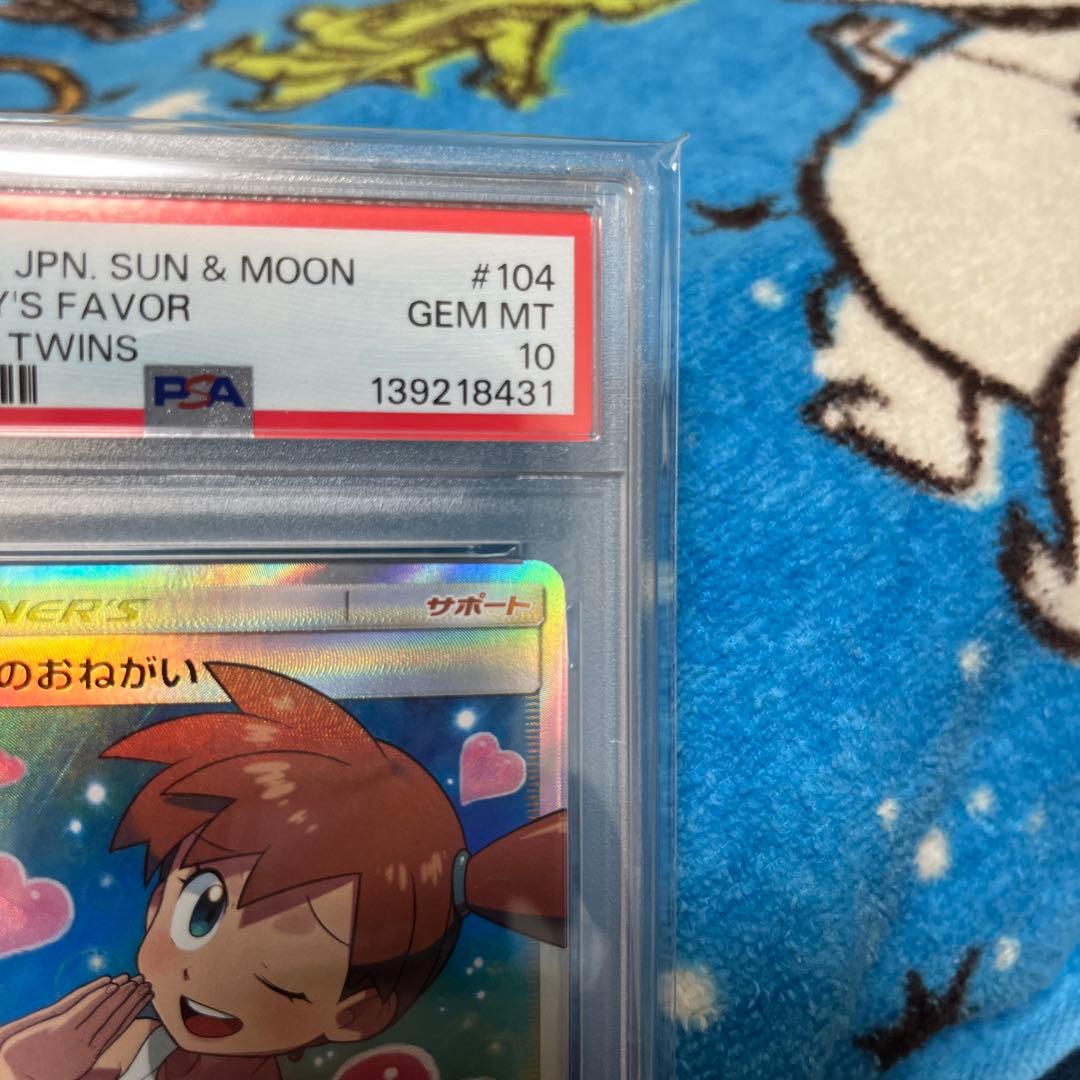 JPN. SUN & MOON #104
Y'S FAVOR GEM MT
TWINS 10
PSA 139218431
NER'S サポート
のおねがい